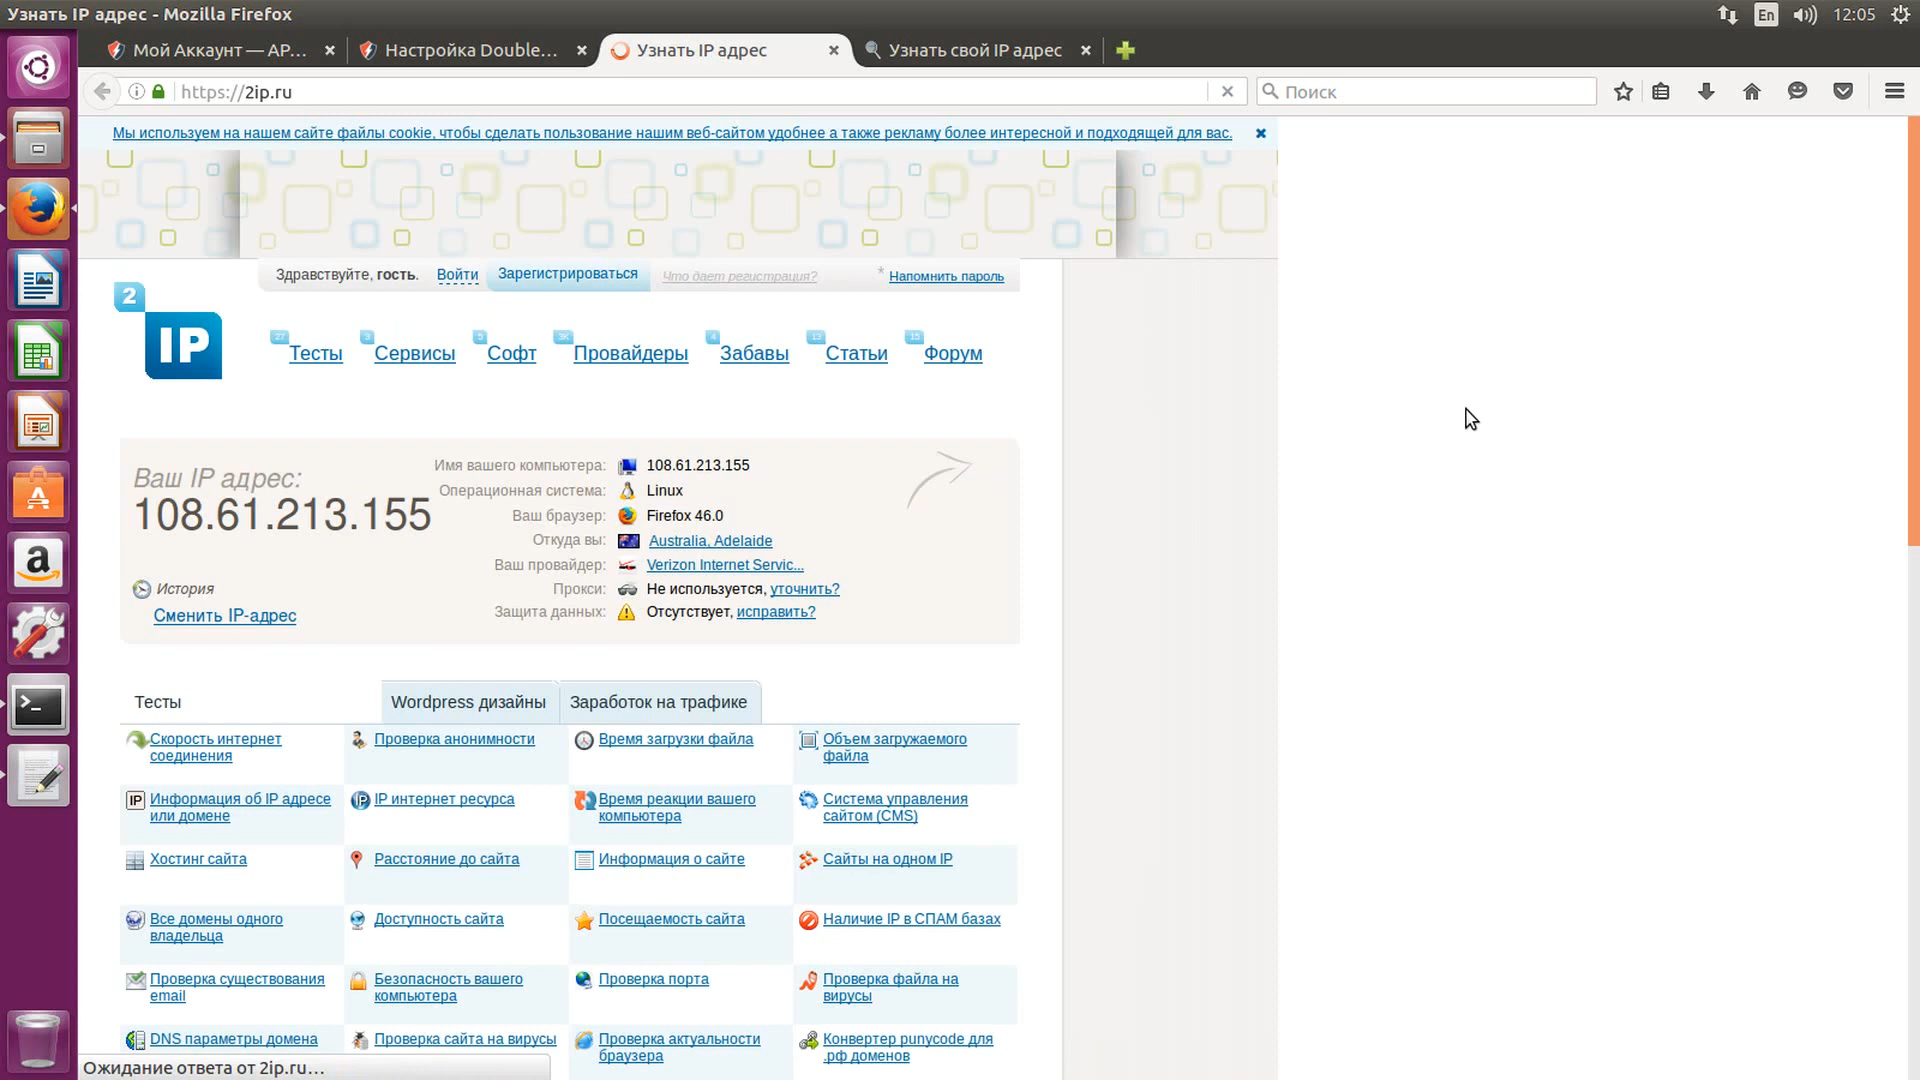 Узнать IP адрес - Mozilla Firefox
En
12:05
Мой Аккаунт — AP...
Настройка Double...
Узнать IP адрес
Узнать свой IP адрес
https://2ip.ru
Поиск
Мы используем на нашем сайте файлы cookie, чтобы сделать пользование нашим веб-сайтом удобнее а также рекламу более интересной и подходящей для вас.
Здравствуйте, гость. Войти Зарегистрироваться Что дает регистрация? * Напомнить пароль
2
IP
27 Тесты
9 Сервисы
5 Софт
3K Провайдеры
4 Забавы
13 Статьи
15 Форум
Ваш IP адрес:
108.61.213.155
История
Сменить IP-адрес
Имя вашего компьютера: 108.61.213.155
Операционная система: Linux
Ваш браузер: Firefox 46.0
Откуда вы: Australia, Adelaide
Ваш провайдер: Verizon Internet Servic...
Прокси: Не используется, уточнить?
Защита данных: Отсутствует, исправить?
Тесты
Wordpress дизайны
Заработок на трафике
Скорость интернет
соединения
Проверка анонимности
Время загрузки файла
Объем загружаемого
файла
IP
Информация об IP адресе
или домене
IP
IP интернет ресурса
Время реакции вашего
компьютера
Система управления
сайтом (CMS)
Хостинг сайта
Расстояние до сайта
Информация о сайте
Сайты на одном IP
Все домены одного
владельца
Доступность сайта
Посещаемость сайта
Наличие IP в СПАМ базах
Проверка существования
email
Безопасность вашего
компьютера
Проверка порта
Проверка файла на
вирусы
DNS параметры домена
Проверка сайта на вирусы
Проверка актуальности
браузера
Конвертер punycode для
.рф доменов
Ожидание ответа от 2ip.ru…